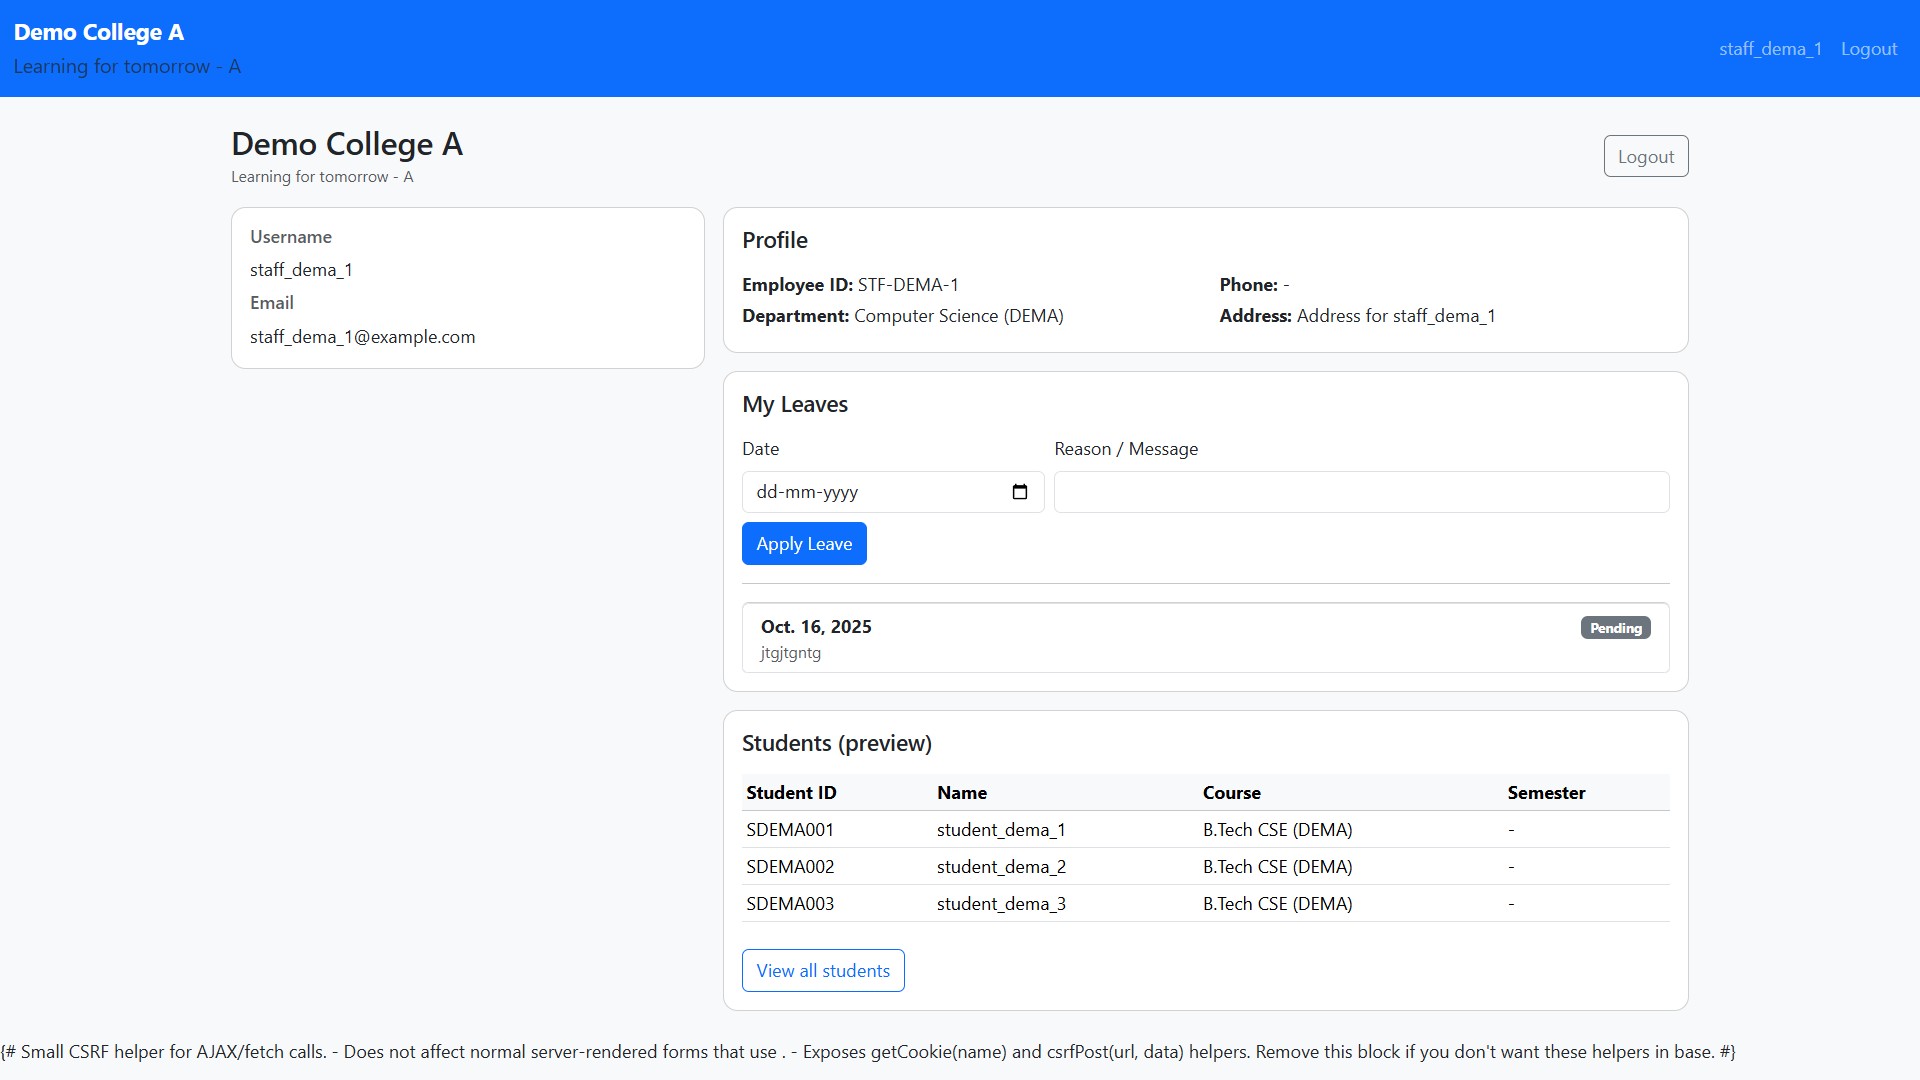 Demo College A
Learning for tomorrow - A
staff_dema_1 Logout
Demo College A
Learning for tomorrow - A
Logout
Username
staff_dema_1
Email
staff_dema_1@example.com
Profile
Employee ID: STF-DEMA-1
Phone: -
Department: Computer Science (DEMA)
Address: Address for staff_dema_1
My Leaves
Date
Reason / Message
dd-mm-yyyy
Apply Leave
Oct. 16, 2025
Pending
jtgjtgntg
Students (preview)
Student ID Name Course Semester
SDEMA001 student_dema_1 B.Tech CSE (DEMA) -
SDEMA002 student_dema_2 B.Tech CSE (DEMA) -
SDEMA003 student_dema_3 B.Tech CSE (DEMA) -
View all students
{# Small CSRF helper for AJAX/fetch calls. - Does not affect normal server-rendered forms that use . - Exposes getCookie(name) and csrfPost(url, data) helpers. Remove this block if you don't want these helpers in base. #}